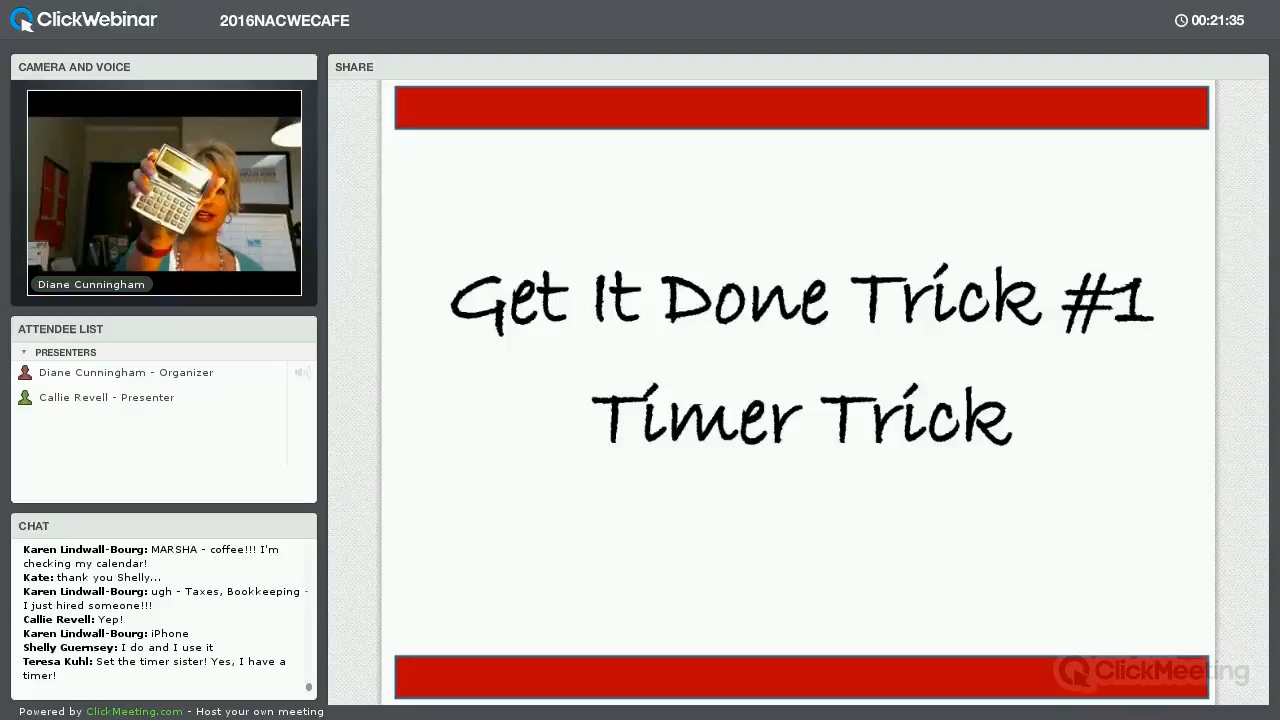 ClickWebinar
2016NACWECAFE
00:21:35
CAMERA AND VOICE
Diane Cunningham
ATTENDEE LIST
PRESENTERS
Diane Cunningham - Organizer
Callie Revell - Presenter
CHAT
Karen Lindwall-Bourg: MARSHA - coffee!!! I'm
checking my calendar!
Kate: thank you Shelly...
Karen Lindwall-Bourg: ugh - Taxes, Bookkeeping -
I just hired someone!!!
Callie Revell: Yep!
Karen Lindwall-Bourg: iPhone
Shelly Guernsey: I do and I use it
Teresa Kuhl: Set the timer sister! Yes, I have a
timer!
Powered by ClickMeeting.com - Host your own meeting
SHARE
Get It Done Trick #1
Timer Trick
ClickMeeting